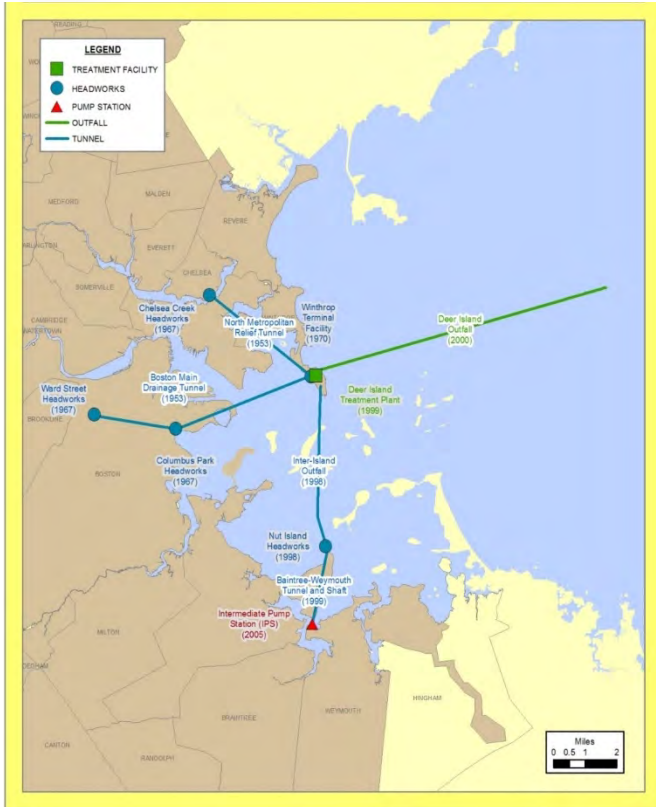 READING
LEGEND
TREATMENT FACILITY
HEADWORKS
PUMP STATION
OUTFALL
TUNNEL
MEDFORD
MALDEN
REVERE
EVERETT
SOMERVILLE
CHELSEA
CAMBRIDGE
WATERTOWN
Chelsea Creek
Headworks
(1967)
North Metropolitan
Relief Tunnel
(1953)
Winthrop
Terminal
Facility
(1970)
Deer Island
Outfall
(2000)
Ward Street
Headworks
(1967)
Boston Main
Drainage Tunnel
(1953)
Deer Island
Treatment Plant
(1999)
BROOKLINE
BOSTON
Columbus Park
Headworks
(1967)
Inter-Island
Outfall
(1998)
Nut Island
Headworks
(1998)
Baintree-Weymouth
Tunnel and Shaft
(1999)
Intermediate Pump
Station (IPS)
(2005)
MILTON
DEDHAM
BRAINTREE
WEYMOUTH
HINGHAM
CANTON
RANDOLPH
Miles
0 0.5 1 2